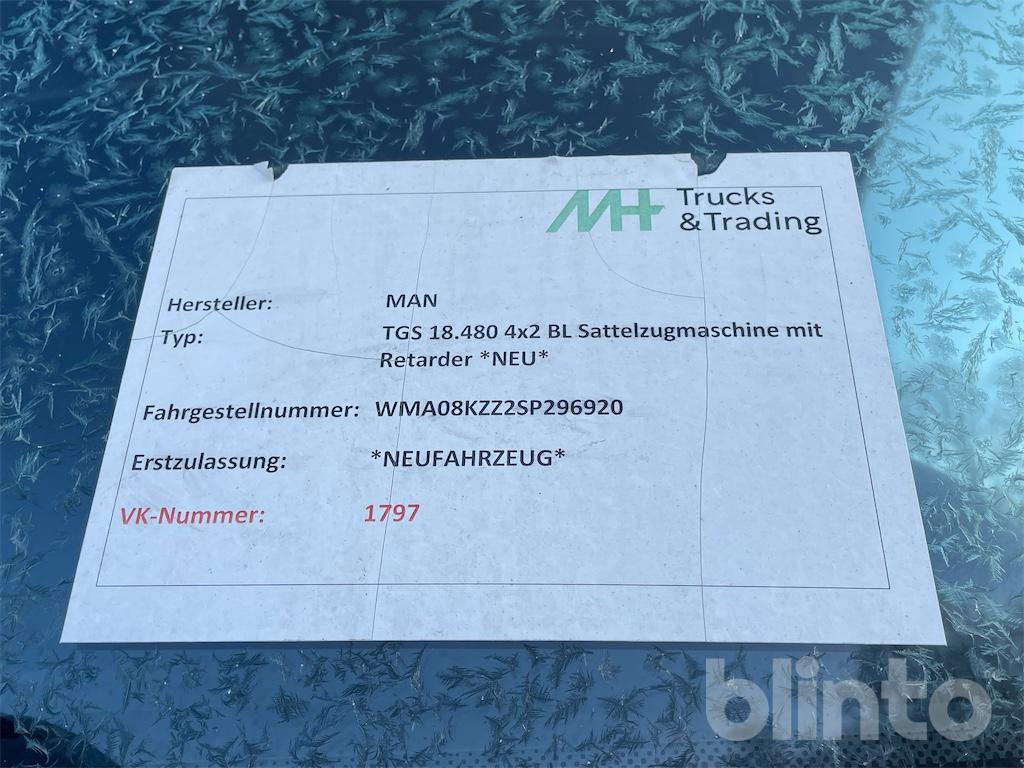 MH Trucks
&Trading
Hersteller: MAN
Typ: TGS 18.480 4x2 BL Sattelzugmaschine mit
Retarder *NEU*
Fahrgestellnummer: WMA08KZZ2SP296920
Erstzulassung: *NEUFAHRZEUG*
VK-Nummer: 1797
blinto